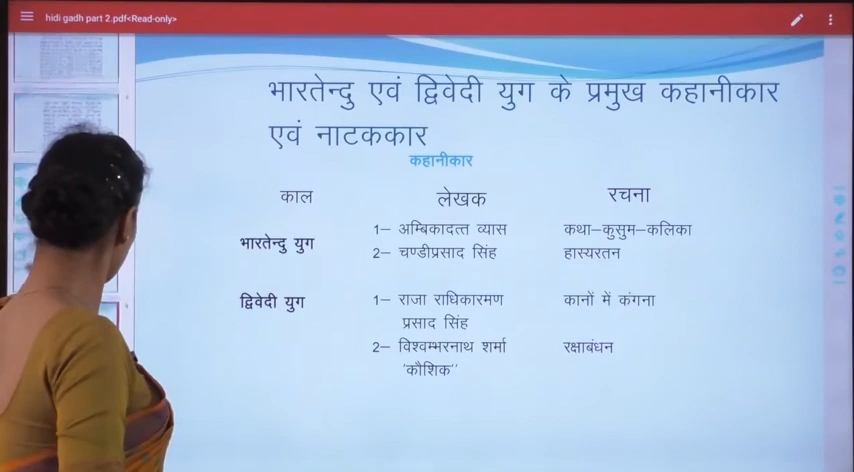 hidi gadh part 2.pdf<Read-only>
भारतेन्दु एवं द्विवेदी युग के प्रमुख कहानीकार
एवं नाटककार
कहानीकार
काल लेखक रचना
भारतेन्दु युग 1– अम्बिकादत्त व्यास कथा–कुसुम–कलिका
2– चण्डीप्रसाद सिंह हास्यरतन
द्विवेदी युग 1– राजा राधिकारमण कानों में कंगना
प्रसाद सिंह
2– विश्वम्भरनाथ शर्मा रक्षाबंधन
'कौशिक''